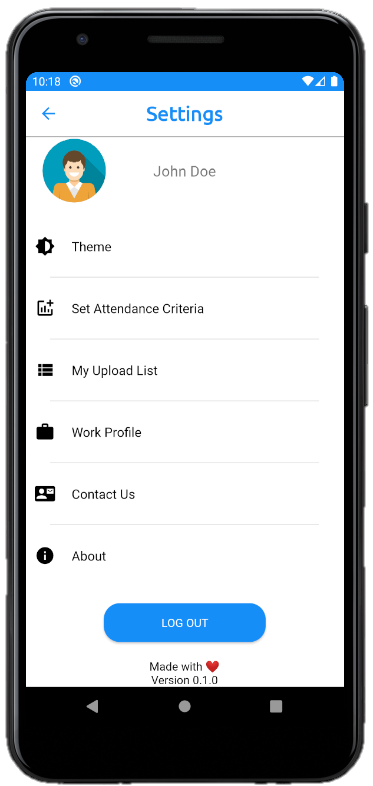 10:18
Settings
John Doe
Theme
Set Attendance Criteria
My Upload List
Work Profile
Contact Us
About
LOG OUT
Made with ❤️
Version 0.1.0